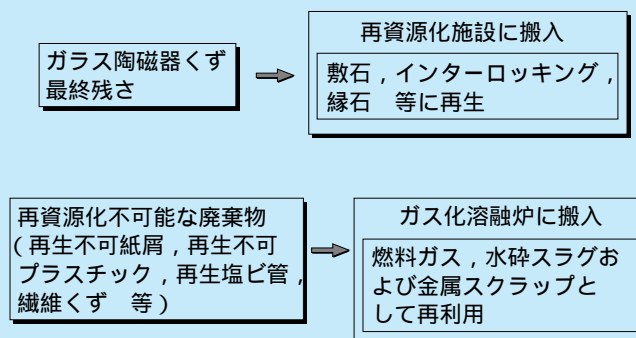 ガラス陶磁器くず
最終残さ
再資源化施設に搬入
敷石，インターロッキング，
縁石　等に再生
再資源化不可能な廃棄物
（再生不可紙屑，再生不可
プラスチック，再生塩ビ管，
繊維くず　等）
ガス化溶融炉に搬入
燃料ガス，水砕スラグお
よび金属スクラップと
して再利用